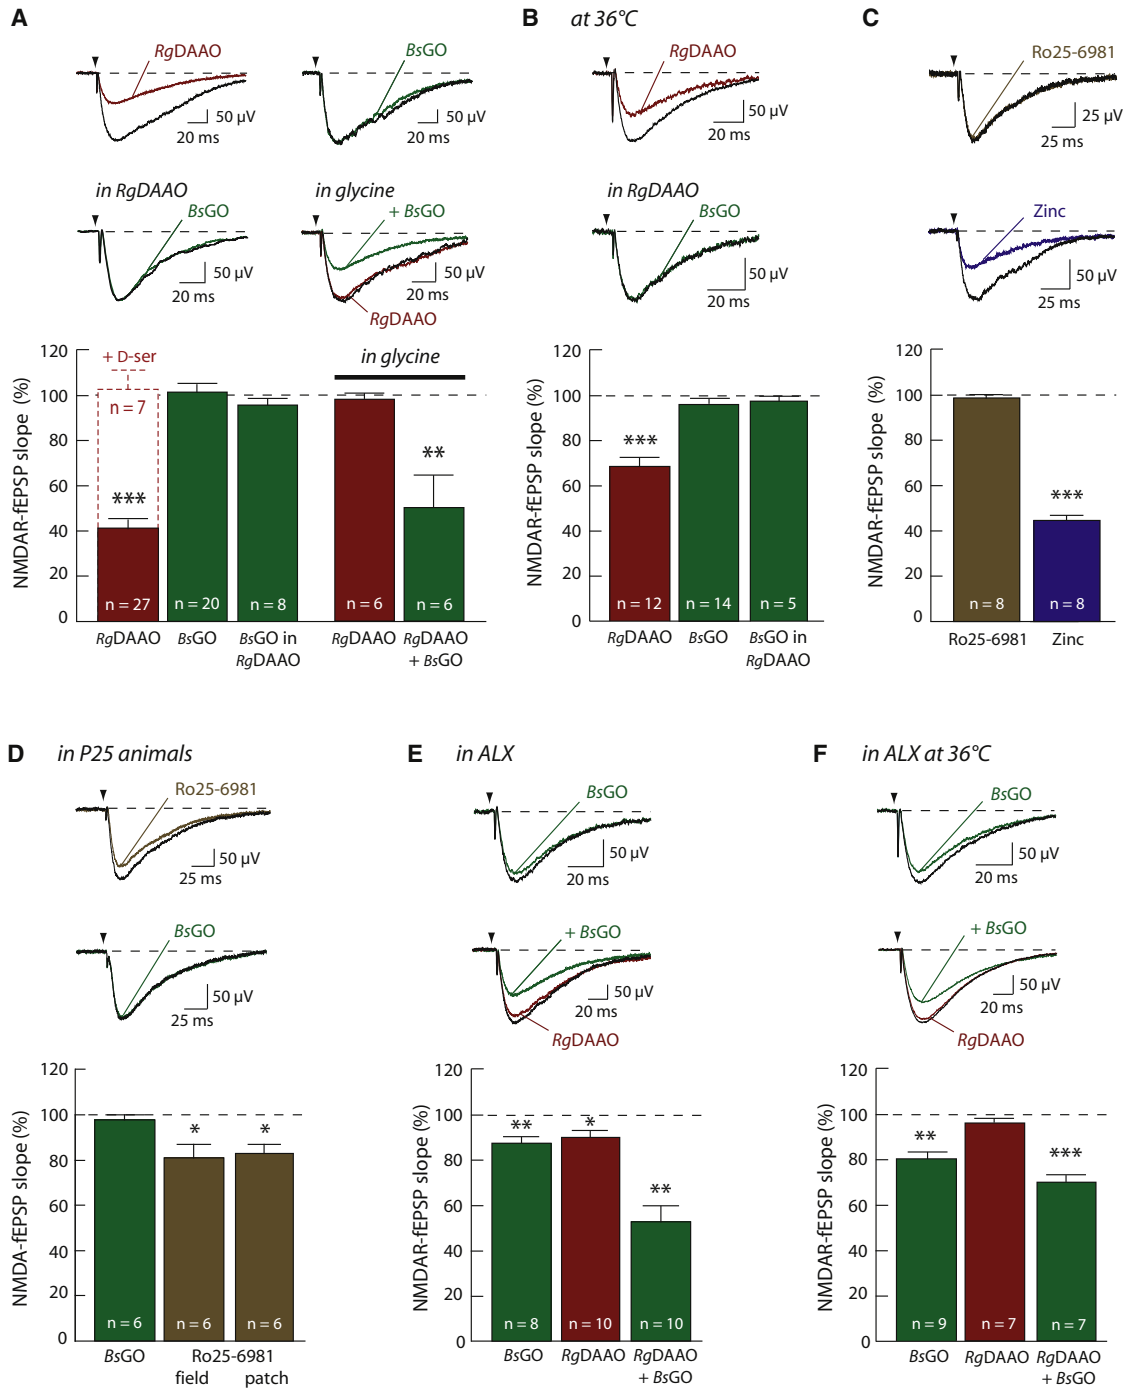 A
RgDAAO
50 µV
20 ms
BsGO
50 µV
20 ms
in RgDAAO
BsGO
50 µV
20 ms
in glycine
+ BsGO
50 µV
20 ms
RgDAAO
NMDAR-fEPSP slope (%)
120
100
80
60
40
20
0
+ D-ser
n = 7
***
in glycine
**
n = 27
n = 20
n = 8
n = 6
n = 6
RgDAAO
BsGO
BsGO in
RgDAAO
RgDAAO
RgDAAO
+ BsGO
B
at 36°C
RgDAAO
50 µV
20 ms
in RgDAAO
BsGO
50 µV
20 ms
NMDAR-fEPSP slope (%)
120
100
80
60
40
20
0
***
n = 12
n = 14
n = 5
RgDAAO
BsGO
BsGO in
RgDAAO
C
Ro25-6981
25 µV
25 ms
Zinc
50 µV
25 ms
NMDAR-fEPSP slope (%)
120
100
80
60
40
20
0
***
n = 8
n = 8
Ro25-6981
Zinc
D
in P25 animals
Ro25-6981
50 µV
25 ms
BsGO
50 µV
25 ms
NMDA-fEPSP slope (%)
120
100
80
60
40
20
0
*
*
n = 6
n = 6
n = 6
BsGO
Ro25-6981
field
patch
E
in ALX
BsGO
50 µV
20 ms
+ BsGO
50 µV
20 ms
RgDAAO
NMDAR-fEPSP slope (%)
120
100
80
60
40
20
0
**
*
**
n = 8
n = 10
n = 10
BsGO
RgDAAO
RgDAAO
+ BsGO
F
in ALX at 36°C
BsGO
50 µV
20 ms
+ BsGO
50 µV
20 ms
RgDAAO
NMDAR-fEPSP slope (%)
120
100
80
60
40
20
0
**
***
n = 9
n = 7
n = 7
BsGO
RgDAAO
RgDAAO
+ BsGO